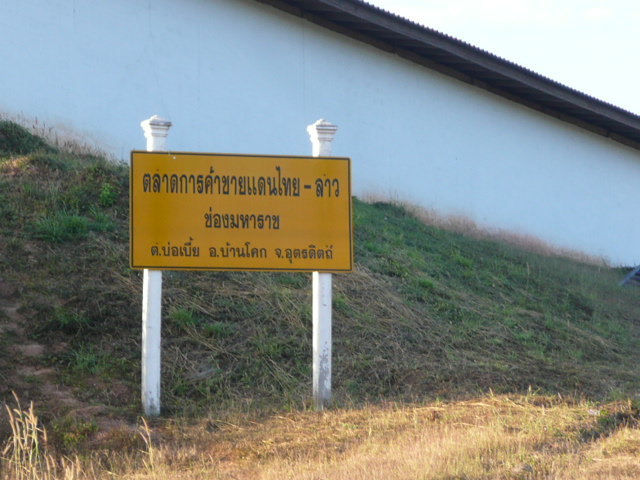 ตลาดการค้าชายแดนไทย-ลาว
ช่องมหาราช
ต.บ่อเบี้ย อ.บ้านโคก จ.อุตรดิตถ์